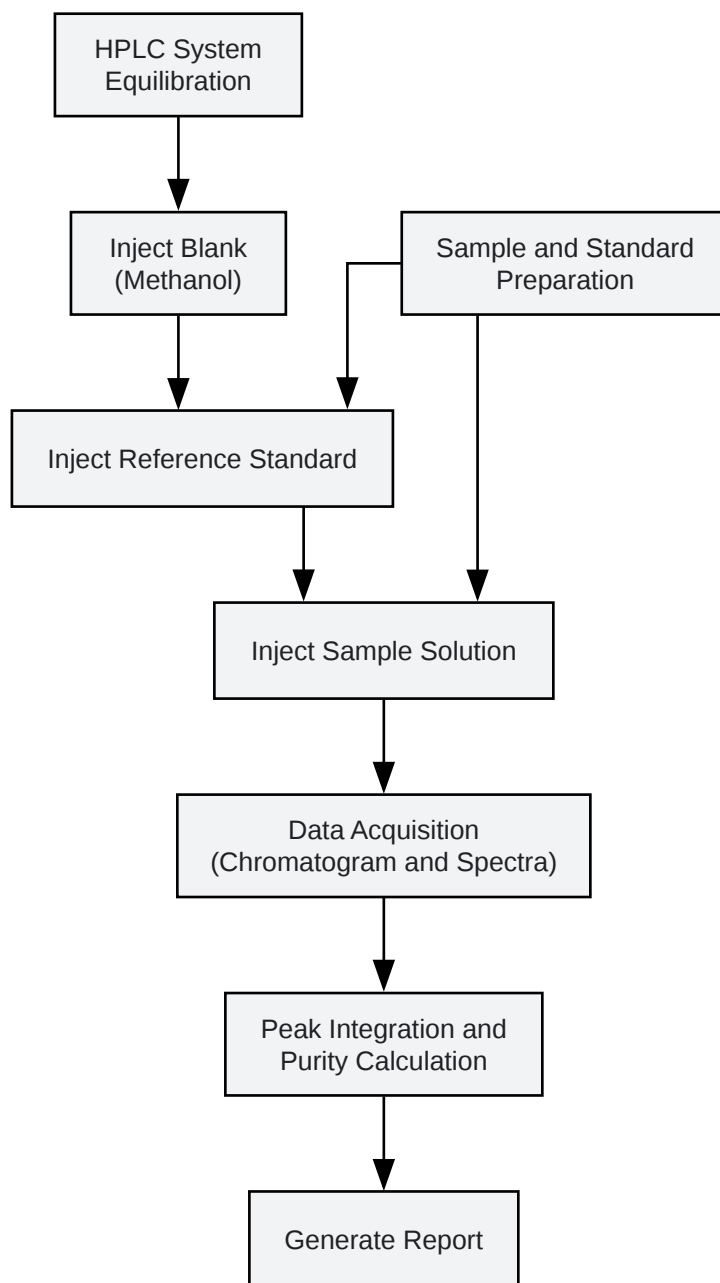 HPLC System
Equilibration
Inject Blank
(Methanol)
Sample and Standard
Preparation
Inject Reference Standard
Inject Sample Solution
Data Acquisition
(Chromatogram and Spectra)
Peak Integration and
Purity Calculation
Generate Report